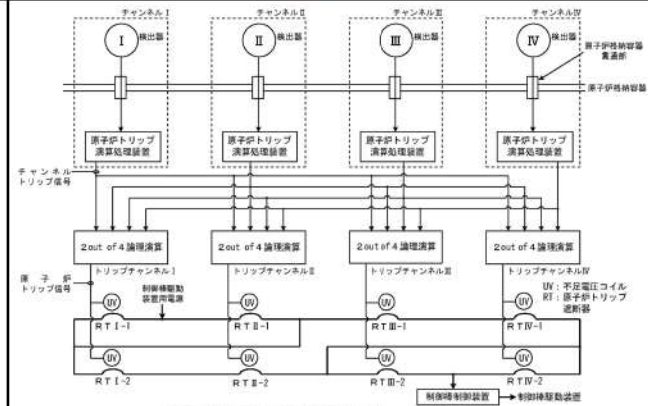 チャンネルⅠ
チャンネルⅡ
チャンネルⅢ
チャンネルⅣ
Ⅰ
検出器
Ⅱ
検出器
Ⅲ
検出器
Ⅳ
検出器
原子炉格納容器
貫通部
原子炉格納容器
原子炉トリップ
演算処理装置
原子炉トリップ
演算処理装置
原子炉トリップ
演算処理装置
原子炉トリップ
演算処理装置
チャンネル
トリップ信号
2 out of 4 論理演算
2 out of 4 論理演算
2 out of 4 論理演算
2 out of 4 論理演算
トリップチャンネルⅠ
トリップチャンネルⅡ
トリップチャンネルⅢ
トリップチャンネルⅣ
原子炉
トリップ信号
制御棒駆動
装置用電源
UV:不足電圧コイル
RT:原子炉トリップ
遮断器
UV
UV
UV
UV
RTⅠ-1
RTⅡ-1
RTⅢ-1
RTⅣ-1
UV
UV
UV
UV
RTⅠ-2
RTⅡ-2
RTⅢ-2
RTⅣ-2
制御棒制御装置
制御棒駆動装置